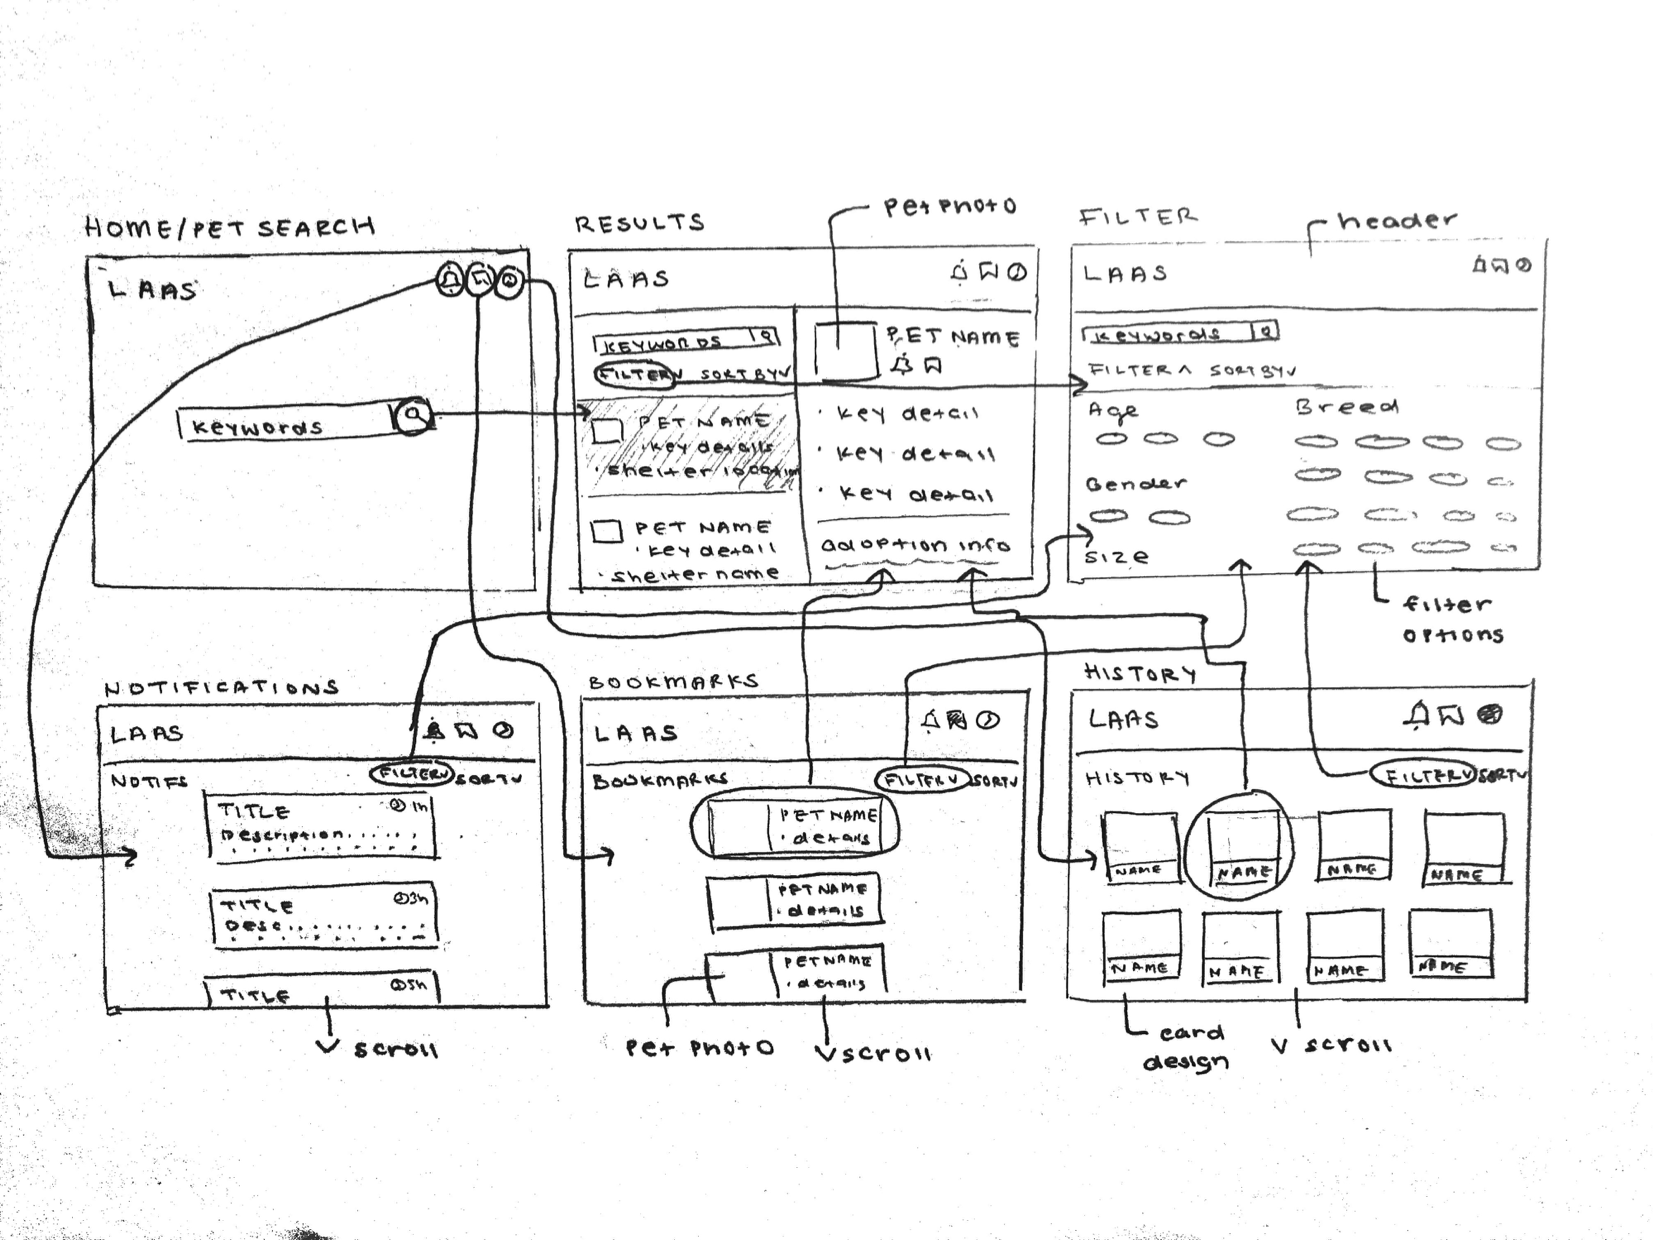 HOME/PET SEARCH
LAAS
keywords
RESULTS
pet photo
LAAS
KEYWORDS
FILTER SORT BY
PET NAME
· key details
· shelter location
PET NAME
· key detail
· shelter name
PET NAME
· key detail
· key detail
· key detail
adoption info
FILTER
header
LAAS
keywords
FILTER SORT BY
Age
Breed
Gender
size
filter options
NOTIFICATIONS
LAAS
NOTIFS
FILTER SORT
TITLE 1h
Description
TITLE 3h
Desc
TITLE 5h
scroll
BOOKMARKS
LAAS
BOOKMARKS
FILTER SORT
PET NAME
· details
PET NAME
· details
PET NAME
· details
pet photo
scroll
HISTORY
LAAS
HISTORY
FILTER SORT
NAME NAME NAME NAME
NAME NAME NAME NAME
card design
scroll